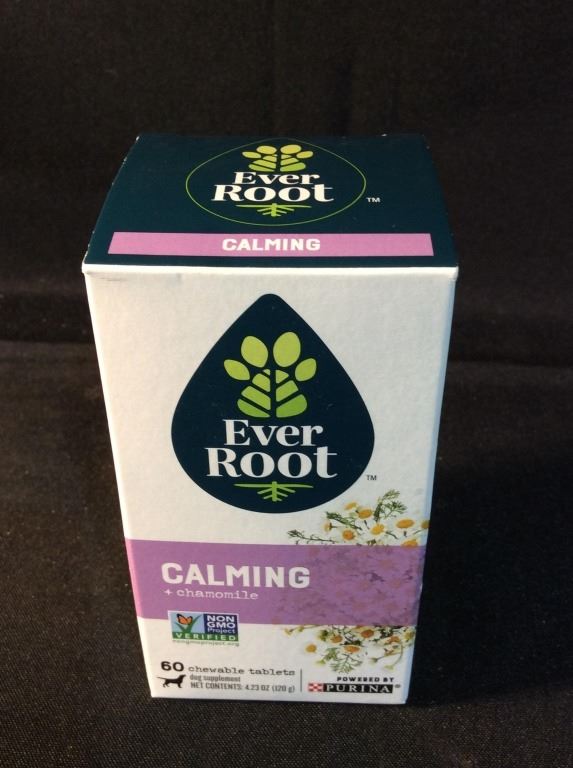 Ever
Root
™
CALMING
Ever
Root
™
CALMING
+ chamomile
NON
GMO
Project
VERIFIED
nongmoproject.org
60 chewable tablets
dog supplement
NET CONTENTS: 4.23 OZ (120 g)
POWERED BY
PURINA®